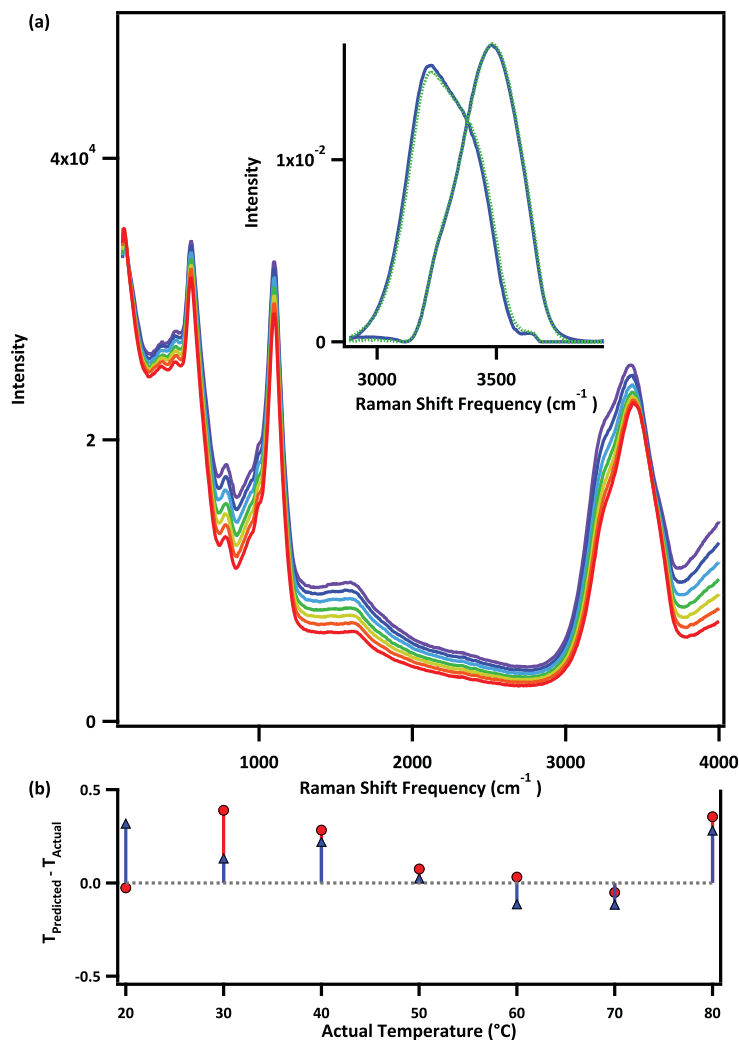 (a)
4x10⁴
2
0
Intensity
1x10⁻²
0
Intensity
3000 3500
Raman Shift Frequency (cm⁻¹ )
1000 2000 3000 4000
Raman Shift Frequency (cm⁻¹ )
(b)
0.5
0.0
-0.5
T_Predicted - T_Actual
20 30 40 50 60 70 80
Actual Temperature (°C)